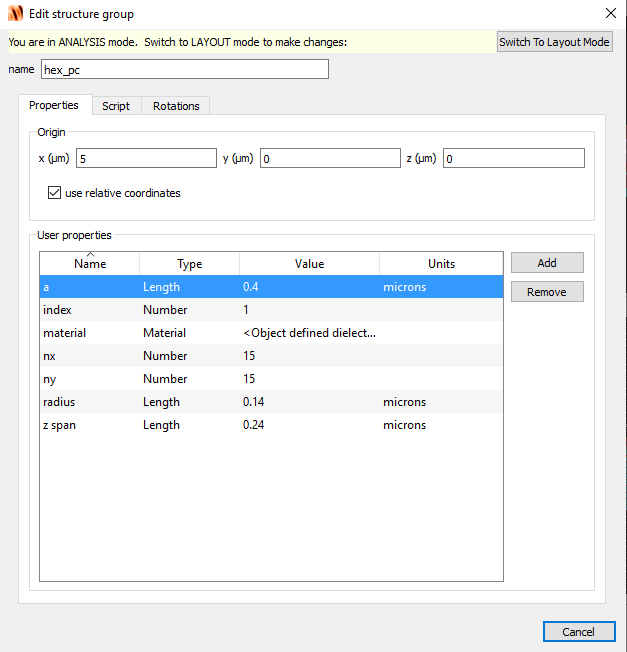 Edit structure group
You are in ANALYSIS mode. Switch to LAYOUT mode to make changes: Switch To Layout Mode
name hex_pc
Properties Script Rotations
Origin
x (µm) 5 y (µm) 0 z (µm) 0
use relative coordinates
User properties
Name Type Value Units Add
a Length 0.4 microns Remove
index Number 1
material Material <Object defined dielect...
nx Number 15
ny Number 15
radius Length 0.14 microns
z span Length 0.24 microns
Cancel